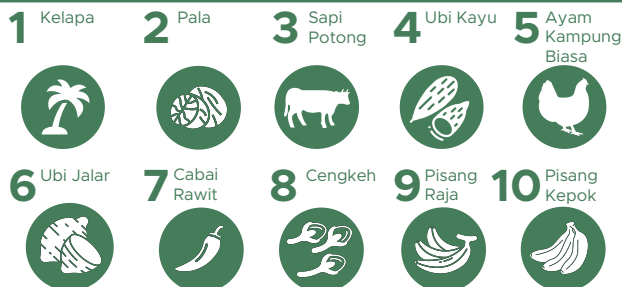 1 Kelapa
2 Pala
3 Sapi
Potong
4 Ubi Kayu
5 Ayam
Kampung
Biasa
6 Ubi Jalar
7 Cabai
Rawit
8 Cengkeh
9 Pisang
Raja
10 Pisang
Kepok